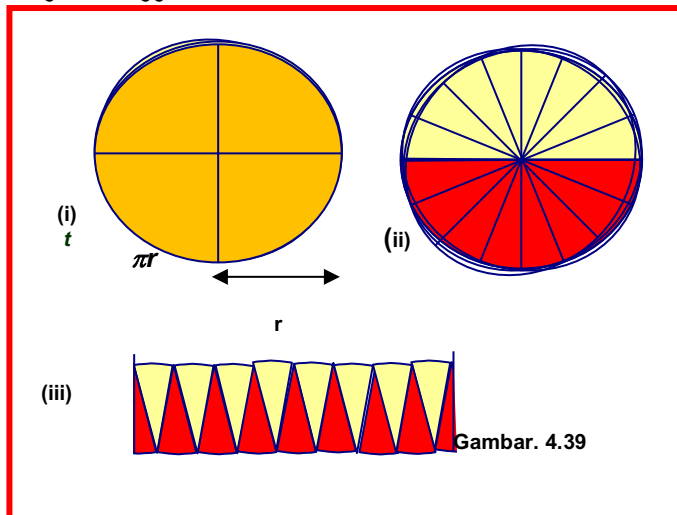 (i)
t
πr
(ii)
r
(iii)
Gambar. 4.39